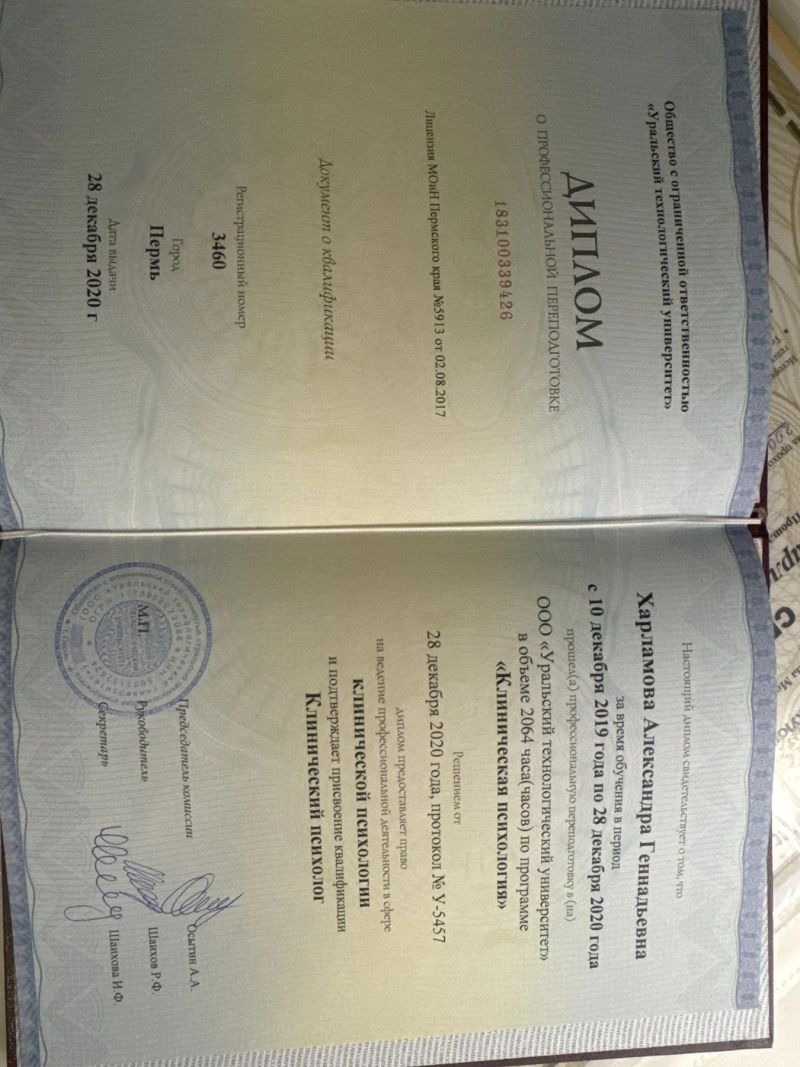 Общество с ограниченной ответственностью
«Уральский технологический университет»
ДИПЛОМ
О ПРОФЕССИОНАЛЬНОЙ ПЕРЕПОДГОТОВКЕ
183100339426
Лицензия МОиН Пермского края №5913 от 02.08.2017
Документ о квалификации
Регистрационный номер
3460
Город
Пермь
Дата выдачи
28 декабря 2020 г
Настоящий диплом свидетельствует о том, что
Харламова Александра Геннадьевна
за время обучения в период
с 10 декабря 2019 года по 28 декабря 2020 года
прошел(а) профессиональную переподготовку в (на)
ООО «Уральский технологический университет»
в объеме 2064 часа(часов) по программе
«Клиническая психология»
Решением от
28 декабря 2020 года, протокол № У-5457
диплом предоставляет право
на ведение профессиональной деятельности в сфере
клинической психологии
и подтверждает присвоение квалификации
Клинический психолог
Председатель комиссии Осытин А.А.
М.П. Руководитель Шаихов Р.Ф.
Секретарь Шаихова И.Ф.